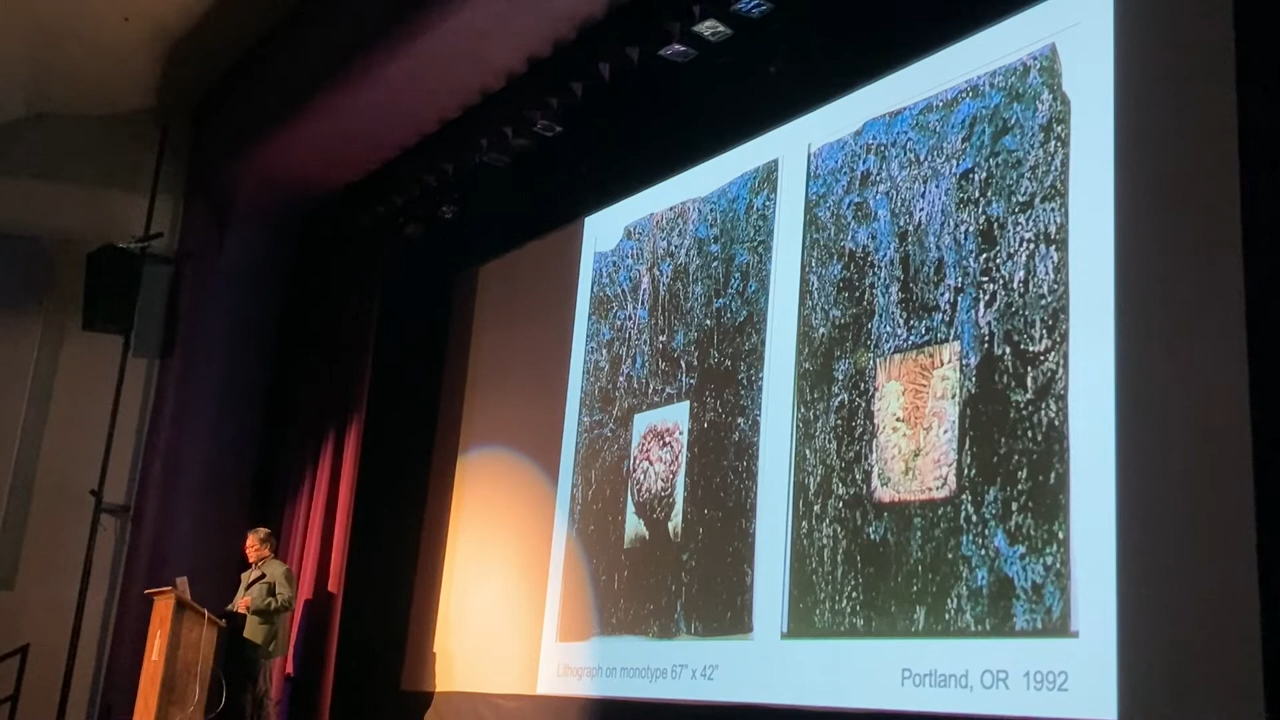 Lithograph on monotype 67" x 42"
Portland, OR 1992